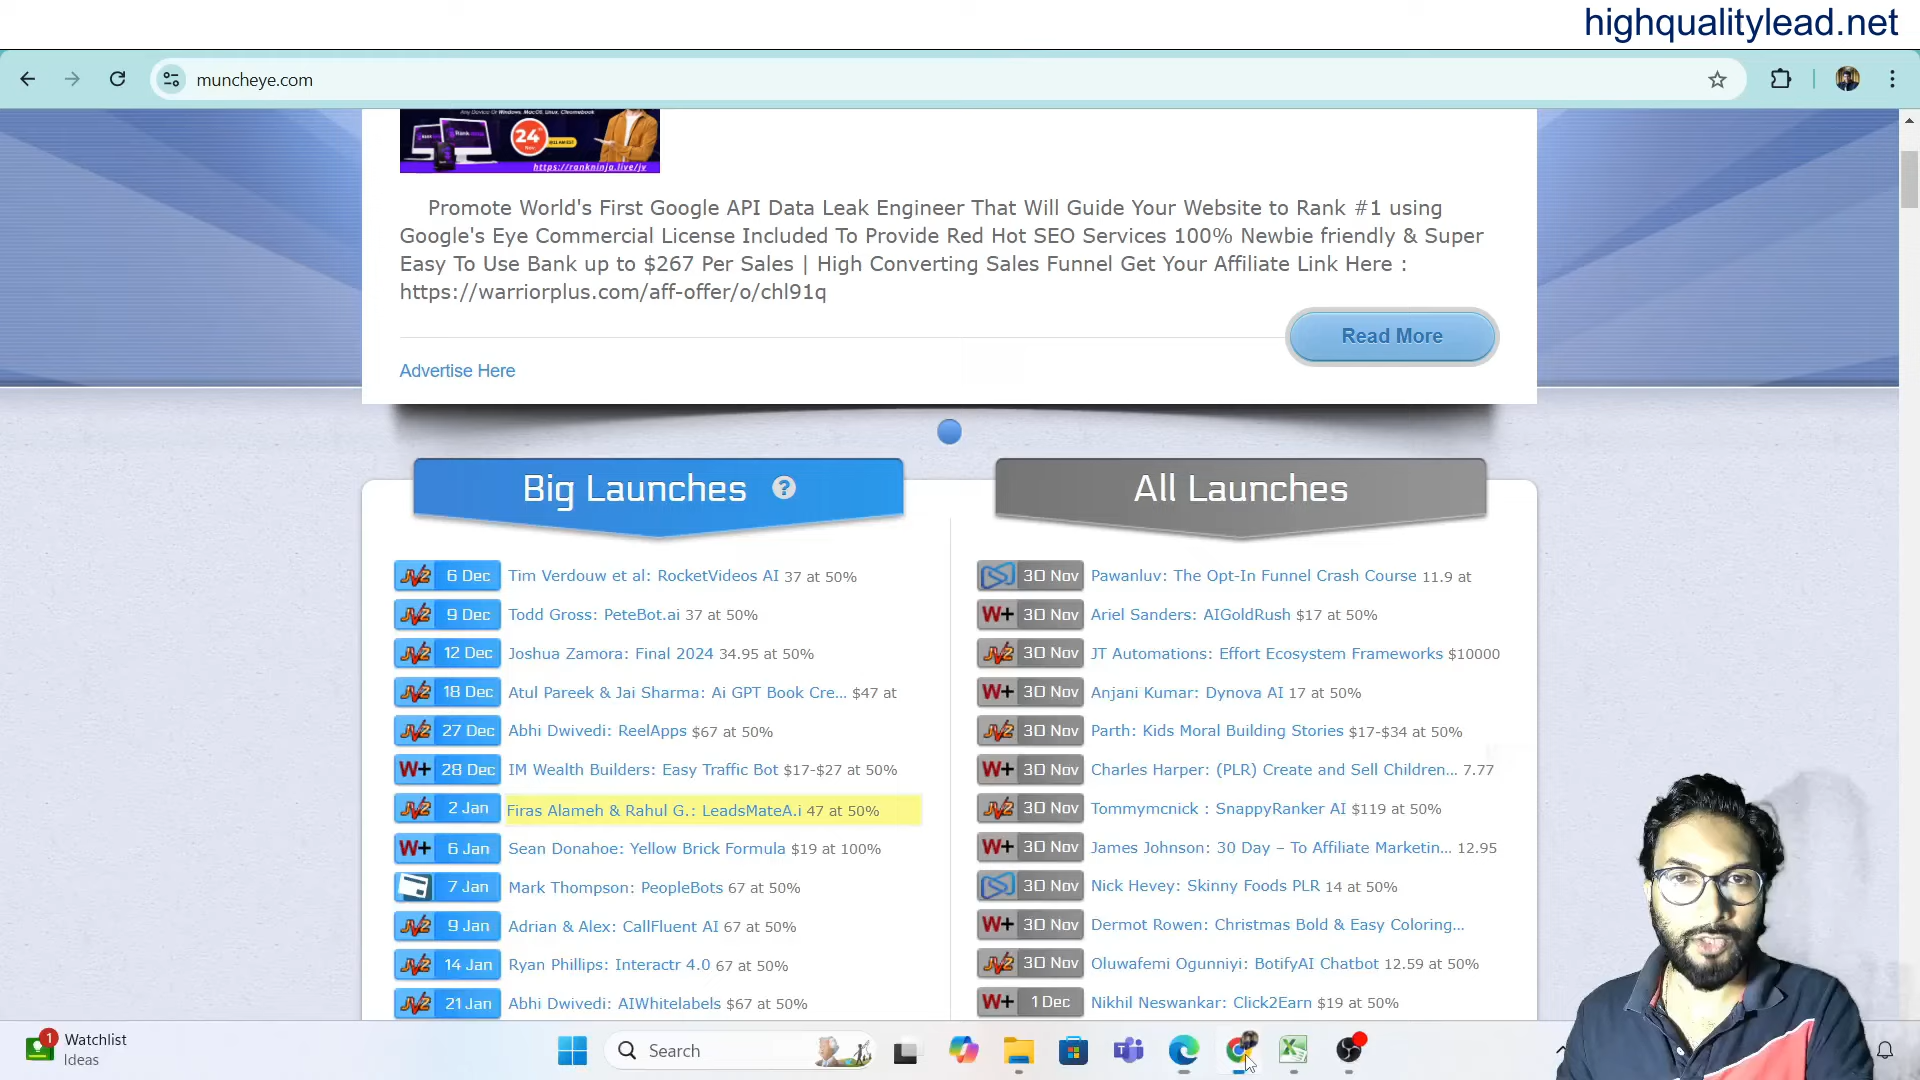 highqualitylead.net
muncheye.com
Any Device Or Windows, MacOS, Linux, Chromebook
24
https://rankninja.live/jv
Promote World's First Google API Data Leak Engineer That Will Guide Your Website to Rank #1 using
Google's Eye Commercial License Included To Provide Red Hot SEO Services 100% Newbie friendly & Super
Easy To Use Bank up to $267 Per Sales | High Converting Sales Funnel Get Your Affiliate Link Here :
https://warriorplus.com/aff-offer/o/chl91q
Read More
Advertise Here
Big Launches ?
6 Dec Tim Verdouw et al: RocketVideos AI 37 at 50%
9 Dec Todd Gross: PeteBot.ai 37 at 50%
12 Dec Joshua Zamora: Final 2024 34.95 at 50%
18 Dec Atul Pareek & Jai Sharma: Ai GPT Book Cre... $47 at
27 Dec Abhi Dwivedi: ReelApps $67 at 50%
W+ 28 Dec IM Wealth Builders: Easy Traffic Bot $17-$27 at 50%
2 Jan Firas Alameh & Rahul G.: LeadsMateA.i 47 at 50%
W+ 6 Jan Sean Donahoe: Yellow Brick Formula $19 at 100%
7 Jan Mark Thompson: PeopleBots 67 at 50%
9 Jan Adrian & Alex: CallFluent AI 67 at 50%
14 Jan Ryan Phillips: Interactr 4.0 67 at 50%
21 Jan Abhi Dwivedi: AIWhitelabels $67 at 50%
All Launches
30 Nov Pawanluv: The Opt-In Funnel Crash Course 11.9 at
W+ 30 Nov Ariel Sanders: AIGoldRush $17 at 50%
30 Nov JT Automations: Effort Ecosystem Frameworks $10000
W+ 30 Nov Anjani Kumar: Dynova AI 17 at 50%
30 Nov Parth: Kids Moral Building Stories $17-$34 at 50%
W+ 30 Nov Charles Harper: (PLR) Create and Sell Children... 7.77
30 Nov Tommymcnick : SnappyRanker AI $119 at 50%
W+ 30 Nov James Johnson: 30 Day – To Affiliate Marketin... 12.95
30 Nov Nick Hevey: Skinny Foods PLR 14 at 50%
W+ 30 Nov Dermot Rowen: Christmas Bold & Easy Coloring...
30 Nov Oluwafemi Ogunniyi: BotifyAI Chatbot 12.59 at 50%
W+ 1 Dec Nikhil Neswankar: Click2Earn $19 at 50%
1 Watchlist
Ideas
Search